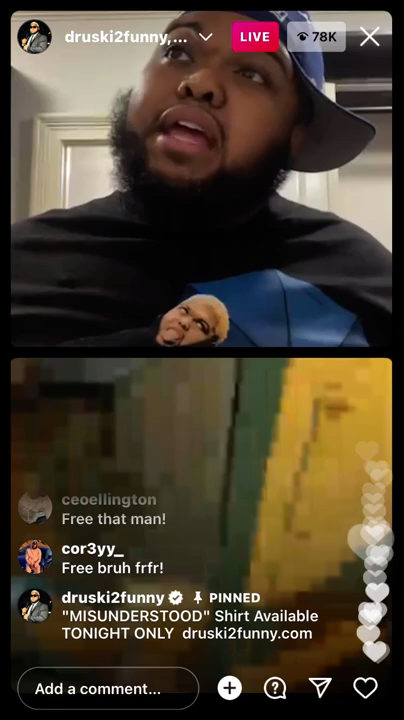 druski2funny,...
LIVE
78K
ceoellington
Free that man!
cor3yy_
Free bruh frfr!
druski2funny PINNED
"MISUNDERSTOOD" Shirt Available
TONIGHT ONLY druski2funny.com
Add a comment...